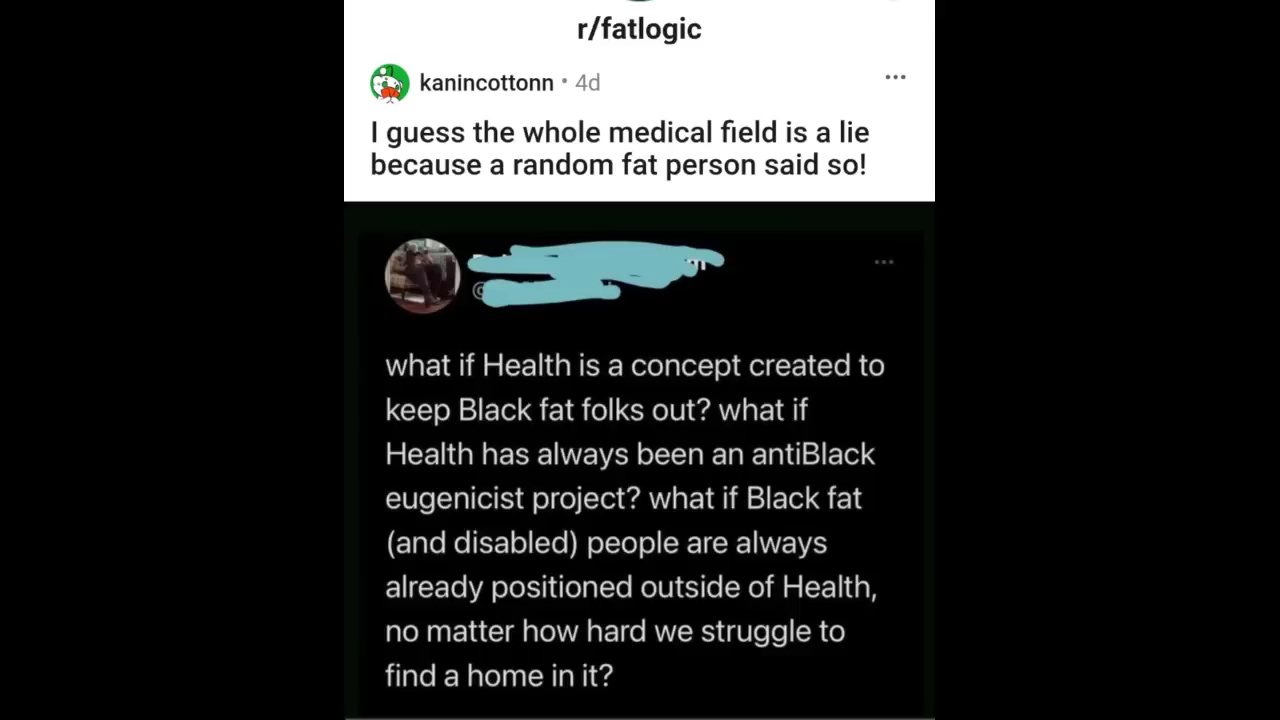 r/fatlogic
kanincottonn • 4d
I guess the whole medical field is a lie
because a random fat person said so!
@
what if Health is a concept created to
keep Black fat folks out? what if
Health has always been an antiBlack
eugenicist project? what if Black fat
(and disabled) people are always
already positioned outside of Health,
no matter how hard we struggle to
find a home in it?